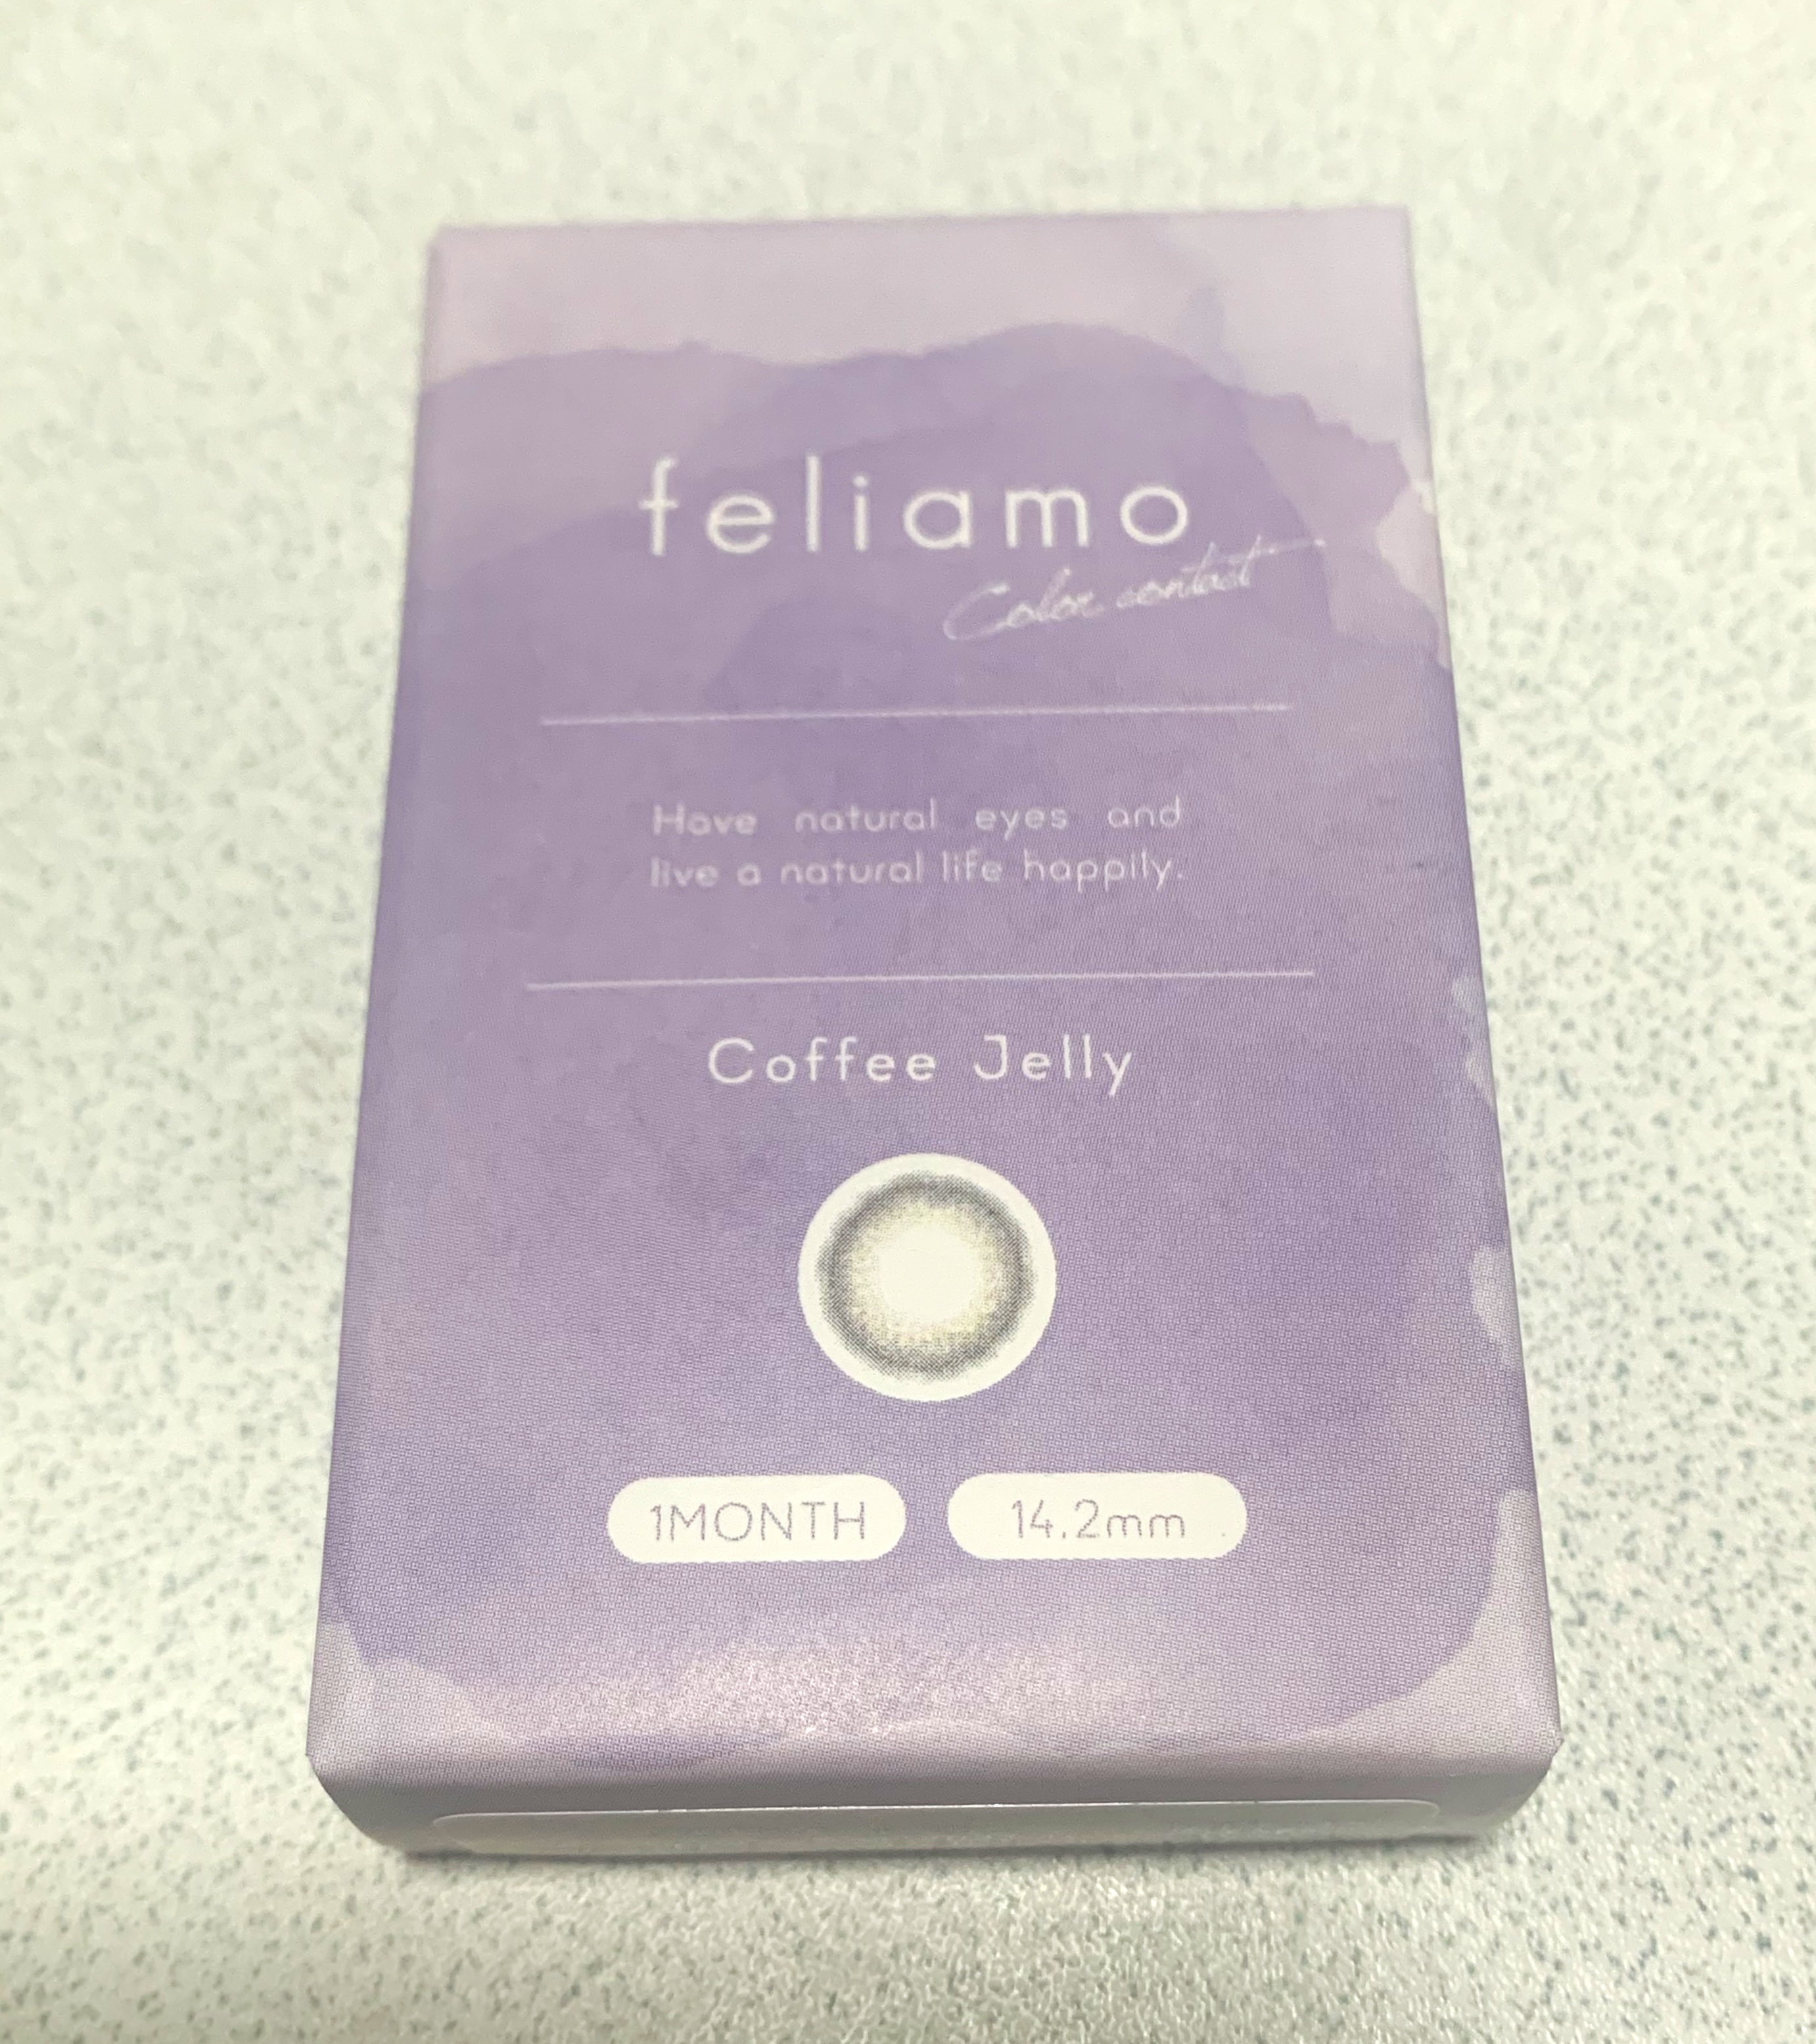 feliamo
Color contact
Have natural eyes and
live a natural life happily.
Coffee Jelly
1MONTH
14.2mm